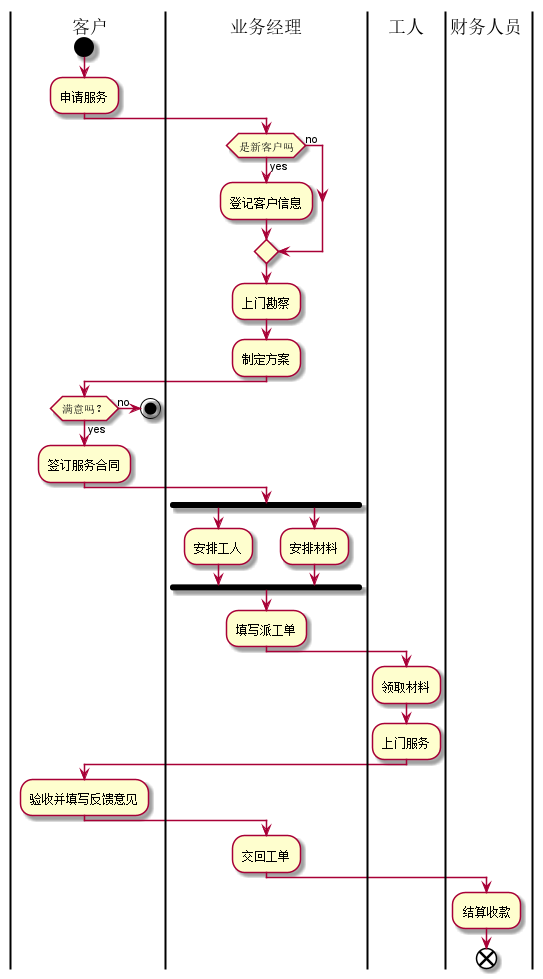 客户 业务经理 工人 财务人员
申请服务
是新客户吗 no
yes
登记客户信息
上门勘察
制定方案
满意吗？ no
yes
签订服务合同
安排工人 安排材料
填写派工单
领取材料
上门服务
验收并填写反馈意见
交回工单
结算收款